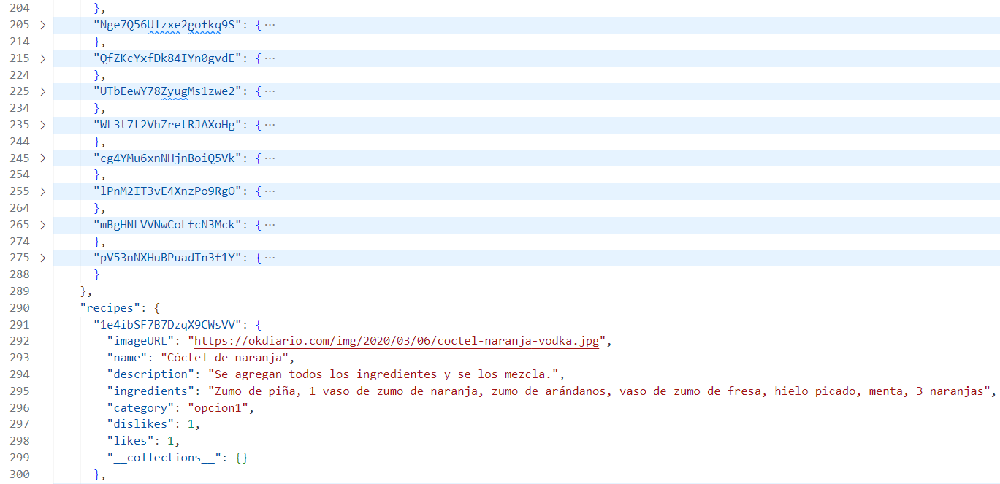 204 },
205 > "Nge7Q56Ulzxe2gofkq9S": { ···
214 },
215 > "QfZKcYxfDk84IYn0gvdE": { ···
224 },
225 > "UTbEewY78ZyugMs1zwe2": { ···
234 },
235 > "WL3t7t2VhZretRJAXoHg": { ···
244 },
245 > "cg4YMu6xnNHjnBoiQ5Vk": { ···
254 },
255 > "lPnM2IT3vE4XnzPo9RgO": { ···
264 },
265 > "mBgHNLVVNwCoLfcN3Mck": { ···
274 },
275 > "pV53nNXHuBPuadTn3f1Y": { ···
288 }
289 },
290 "recipes": {
291 "1e4ibSF7B7DzqX9CWsVV": {
292 "imageURL": "https://okdiario.com/img/2020/03/06/coctel-naranja-vodka.jpg",
293 "name": "Cóctel de naranja",
294 "description": "Se agregan todos los ingredientes y se los mezcla.",
295 "ingredients": "Zumo de piña, 1 vaso de zumo de naranja, zumo de arándanos, vaso de zumo de fresa, hielo picado, menta, 3 naranjas",
296 "category": "opcion1",
297 "dislikes": 1,
298 "likes": 1,
299 "__collections__": {}
300 },